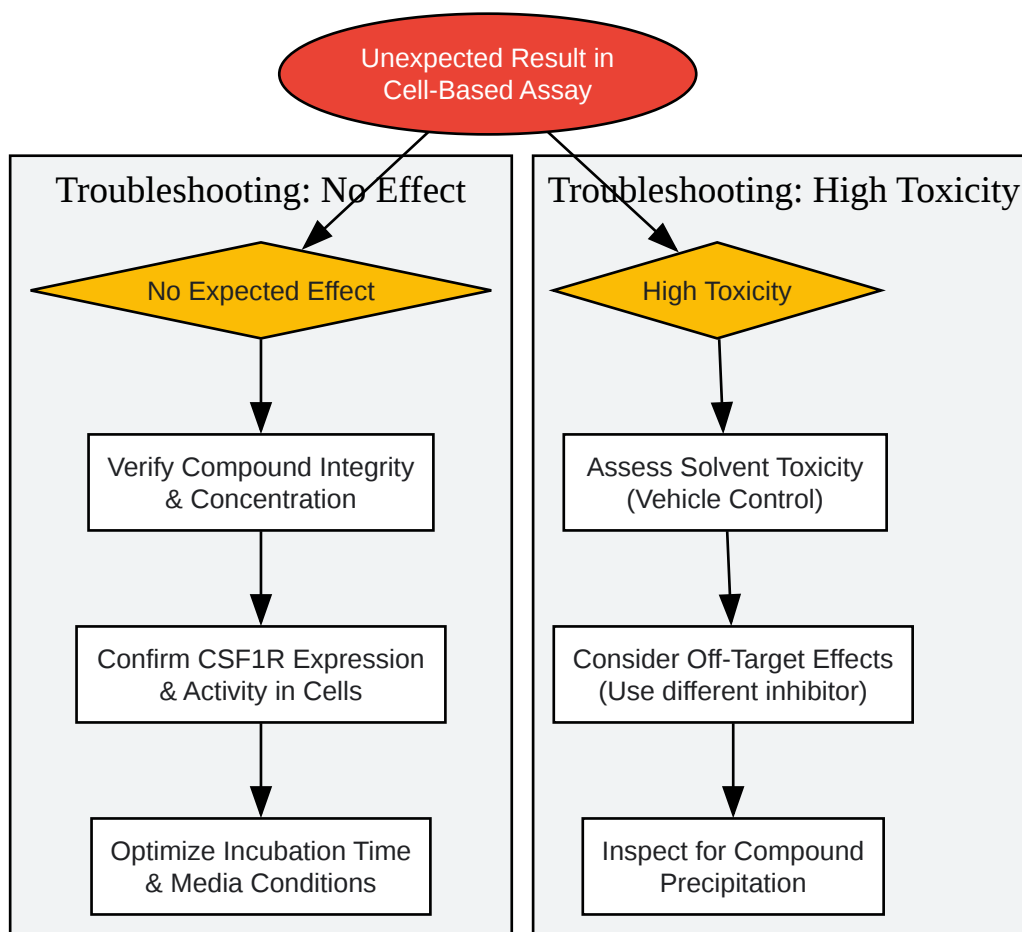 Unexpected Result in
Cell-Based Assay
Troubleshooting: No Effect
No Expected Effect
Verify Compound Integrity
& Concentration
Confirm CSF1R Expression
& Activity in Cells
Optimize Incubation Time
& Media Conditions
Troubleshooting: High Toxicity
High Toxicity
Assess Solvent Toxicity
(Vehicle Control)
Consider Off-Target Effects
(Use different inhibitor)
Inspect for Compound
Precipitation